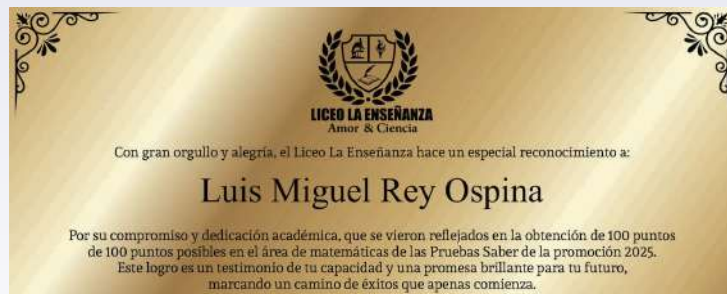 LICEO LA ENSEÑANZA
Amor & Ciencia
Con gran orgullo y alegría, el Liceo La Enseñanza hace un especial reconocimiento a:
Luis Miguel Rey Ospina
Por su compromiso y dedicación académica, que se vieron reflejados en la obtención de 100 puntos
de 100 puntos posibles en el área de matemáticas de las Pruebas Saber de la promoción 2025.
Este logro es un testimonio de tu capacidad y una promesa brillante para tu futuro,
marcando un camino de éxitos que apenas comienza.